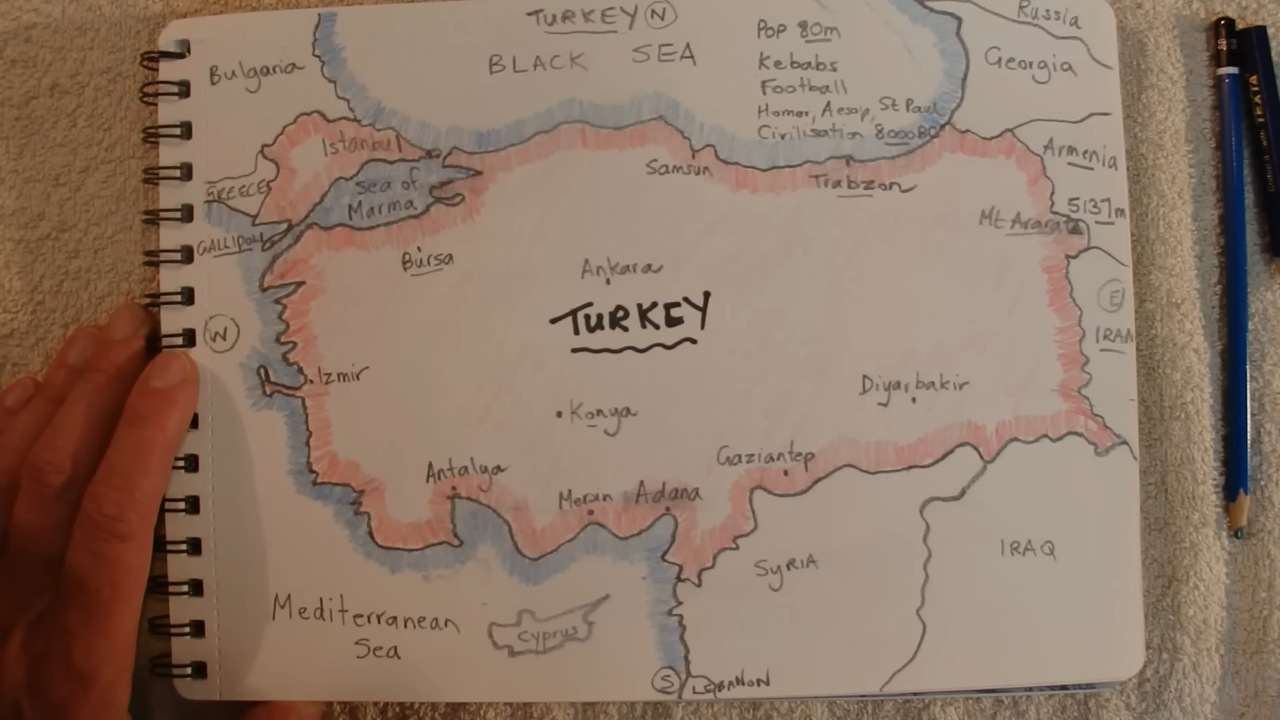 TURKEY N
Russia
Pop 80m
BLACK SEA
Kebabs
Georgia
Bulgaria
Football
Homer, Aesop, St Paul
Civilisation 8000BC
Istanbul
Armenia
Samsun
Trabzon
Sea of
Marma
GREECE
5137m
Mt Ararat
GALLIPOLI
Bursa
Ankara
E
TURKEY
W
IRAN
Izmir
Diyarbakir
Konya
Gaziantep
Antalya
Mersin
Adana
IRAQ
SYRIA
Mediterranean
Sea
Cyprus
S
LEBANNON